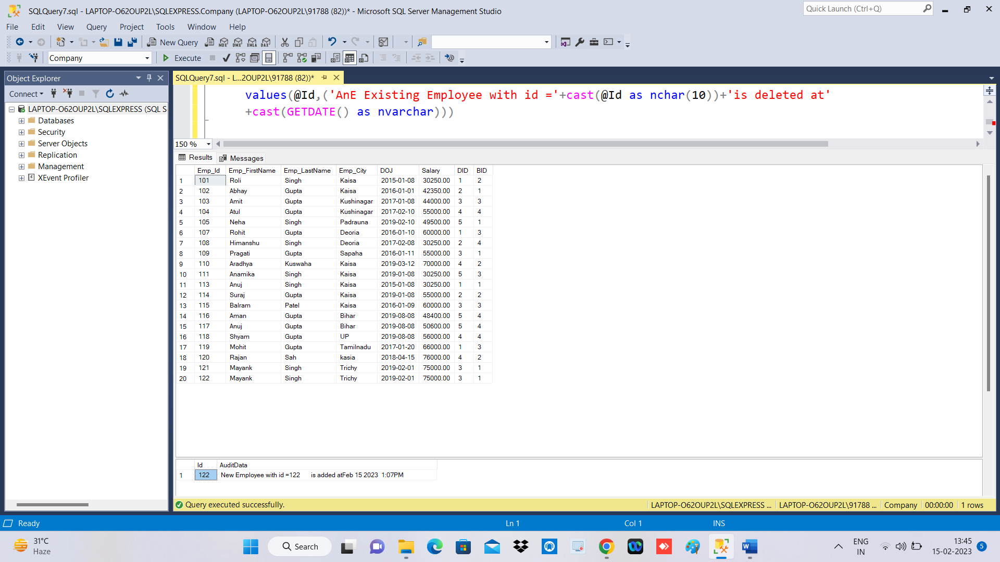 SQLQuery7.sql - LAPTOP-O62OUP2L\SQLEXPRESS.Company (LAPTOP-O62OUP2L\91788 (82))* - Microsoft SQL Server Management Studio
Quick Launch (Ctrl+Q)
File Edit View Query Project Tools Window Help
New Query MDX DMX XMLA DAX
Company Execute
Object Explorer
SQLQuery7.sql - L...2OUP2L\91788 (82))*
Connect
LAPTOP-O62OUP2L\SQLEXPRESS (SQL S
Databases
Security
Server Objects
Replication
Management
XEvent Profiler
values(@Id,('AnE Existing Employee with id ='+cast(@Id as nchar(10))+'is deleted at'
+cast(GETDATE() as nvarchar)))
150 %
Results Messages
Emp_Id Emp_FirstName Emp_LastName Emp_City DOJ Salary DID BID
1 101 Roli Singh Kaisa 2015-01-08 30250.00 1 2
2 102 Abhay Gupta Kaisa 2016-01-01 42350.00 2 1
3 103 Amit Gupta Kushinagar 2017-01-08 44000.00 3 3
4 104 Atul Gupta Kushinagar 2017-02-10 55000.00 4 4
5 105 Neha Singh Padrauna 2019-02-10 49500.00 5 1
6 107 Rohit Gupta Deoria 2016-01-10 60000.00 1 3
7 108 Himanshu Singh Deoria 2017-02-08 30250.00 2 4
8 109 Pragati Gupta Sapaha 2016-01-11 55000.00 3 1
9 110 Aradhya Kuswaha Kaisa 2019-03-12 70000.00 4 2
10 111 Anamika Singh Kaisa 2019-01-08 30250.00 5 3
11 113 Anuj Singh Kaisa 2015-01-08 30250.00 1 1
12 114 Suraj Gupta Kaisa 2019-01-08 55000.00 2 2
13 115 Balram Patel Kaisa 2016-01-09 60000.00 3 3
14 116 Aman Gupta Bihar 2019-08-08 48400.00 5 4
15 117 Anuj Gupta Bihar 2019-08-08 50600.00 5 4
16 118 Shyam Gupta UP 2019-08-08 56000.00 4 4
17 119 Mohit Gupta Tamilnadu 2017-01-20 66000.00 1 3
18 120 Rajan Sah kasia 2018-04-15 76000.00 4 2
19 121 Mayank Singh Trichy 2019-02-01 75000.00 3 1
20 122 Mayank Singh Trichy 2019-02-01 75000.00 3 1
Id AuditData
1 122 New Employee with id =122 is added atFeb 15 2023 1:07PM
Query executed successfully. LAPTOP-O62OUP2L\SQLEXPRESS ... LAPTOP-O62OUP2L\91788 ... Company 00:00:00 1 rows
Ready Ln 1 Col 1 INS
31°C
Haze
Search
ENG
IN
13:45
15-02-2023
5